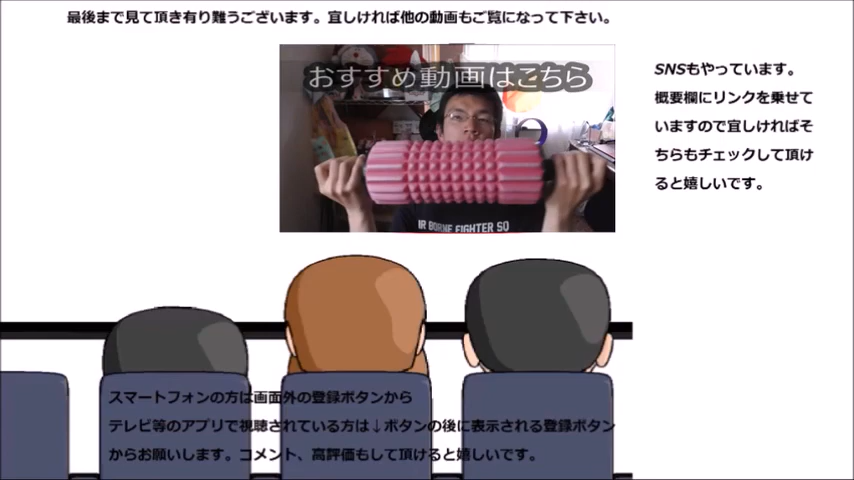 最後まで見て頂き有り難うございます。宜しければ他の動画もご覧になって下さい。
おすすめ動画はこちら
SNSもやっています。
概要欄にリンクを乗せて
いますので宜しければそ
ちらもチェックして頂け
ると嬉しいです。
IR BORNE FIGHTER SO
スマートフォンの方は画面外の登録ボタンから
テレビ等のアプリで視聴されている方は↓ボタンの後に表示される登録ボタン
からお願いします。コメント、高評価もして頂けると嬉しいです。